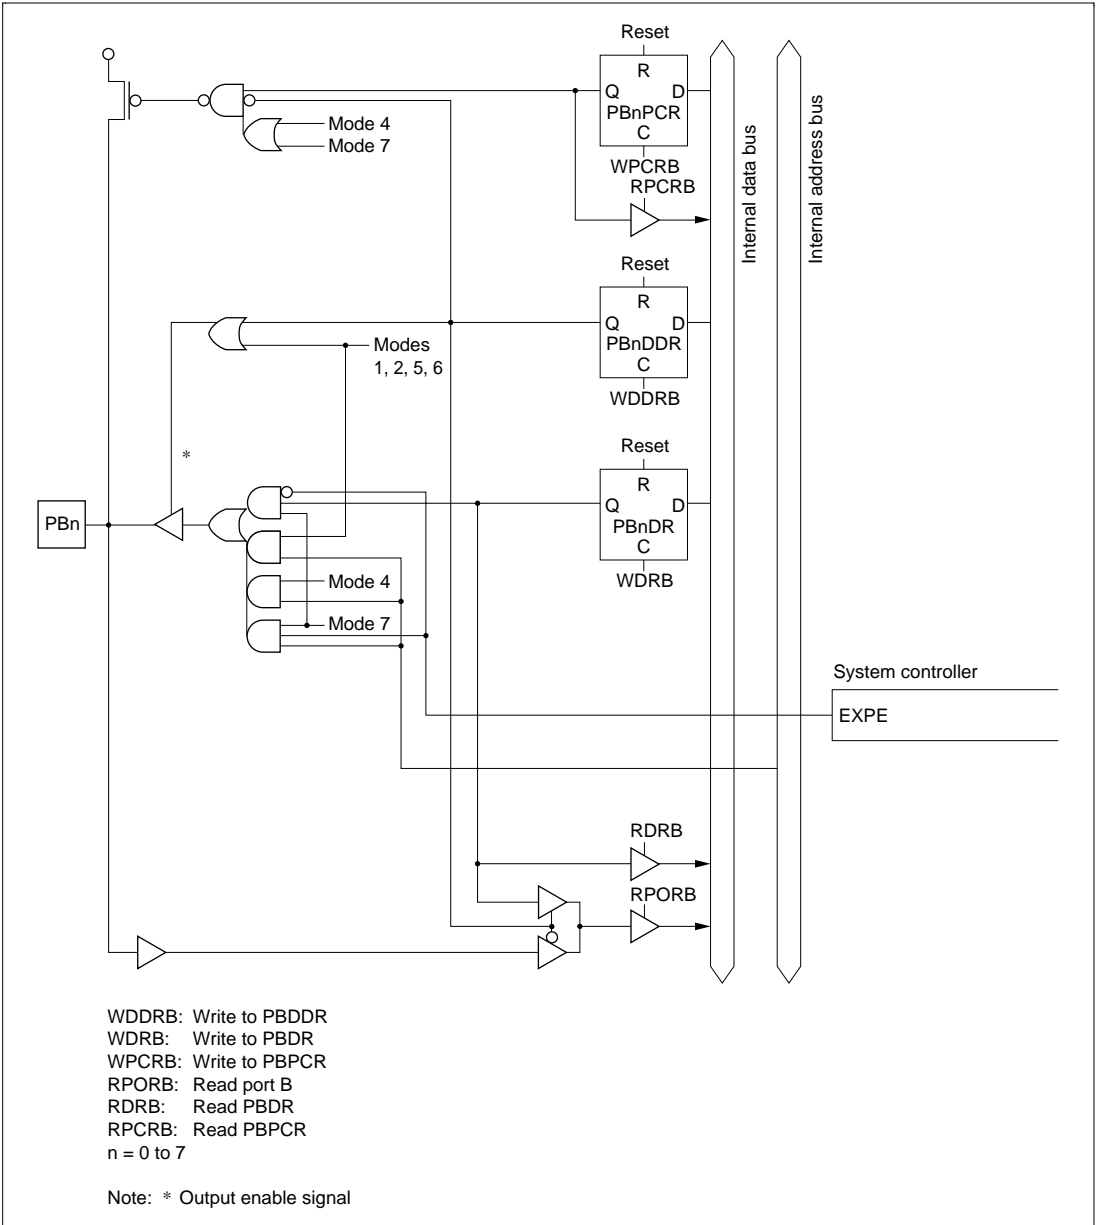 Reset
R
Q D
PBnPCR
C
WPCRB
RPCRB
Mode 4
Mode 7
Internal data bus
Internal address bus
Reset
R
Q D
PBnDDR
C
WDDRB
Modes
1, 2, 5, 6
*
Reset
R
Q D
PBnDR
C
WDRB
PBn
Mode 4
Mode 7
System controller
EXPE
RDRB
RPORB
WDDRB: Write to PBDDR
WDRB: Write to PBDR
WPCRB: Write to PBPCR
RPORB: Read port B
RDRB: Read PBDR
RPCRB: Read PBPCR
n = 0 to 7
Note: * Output enable signal